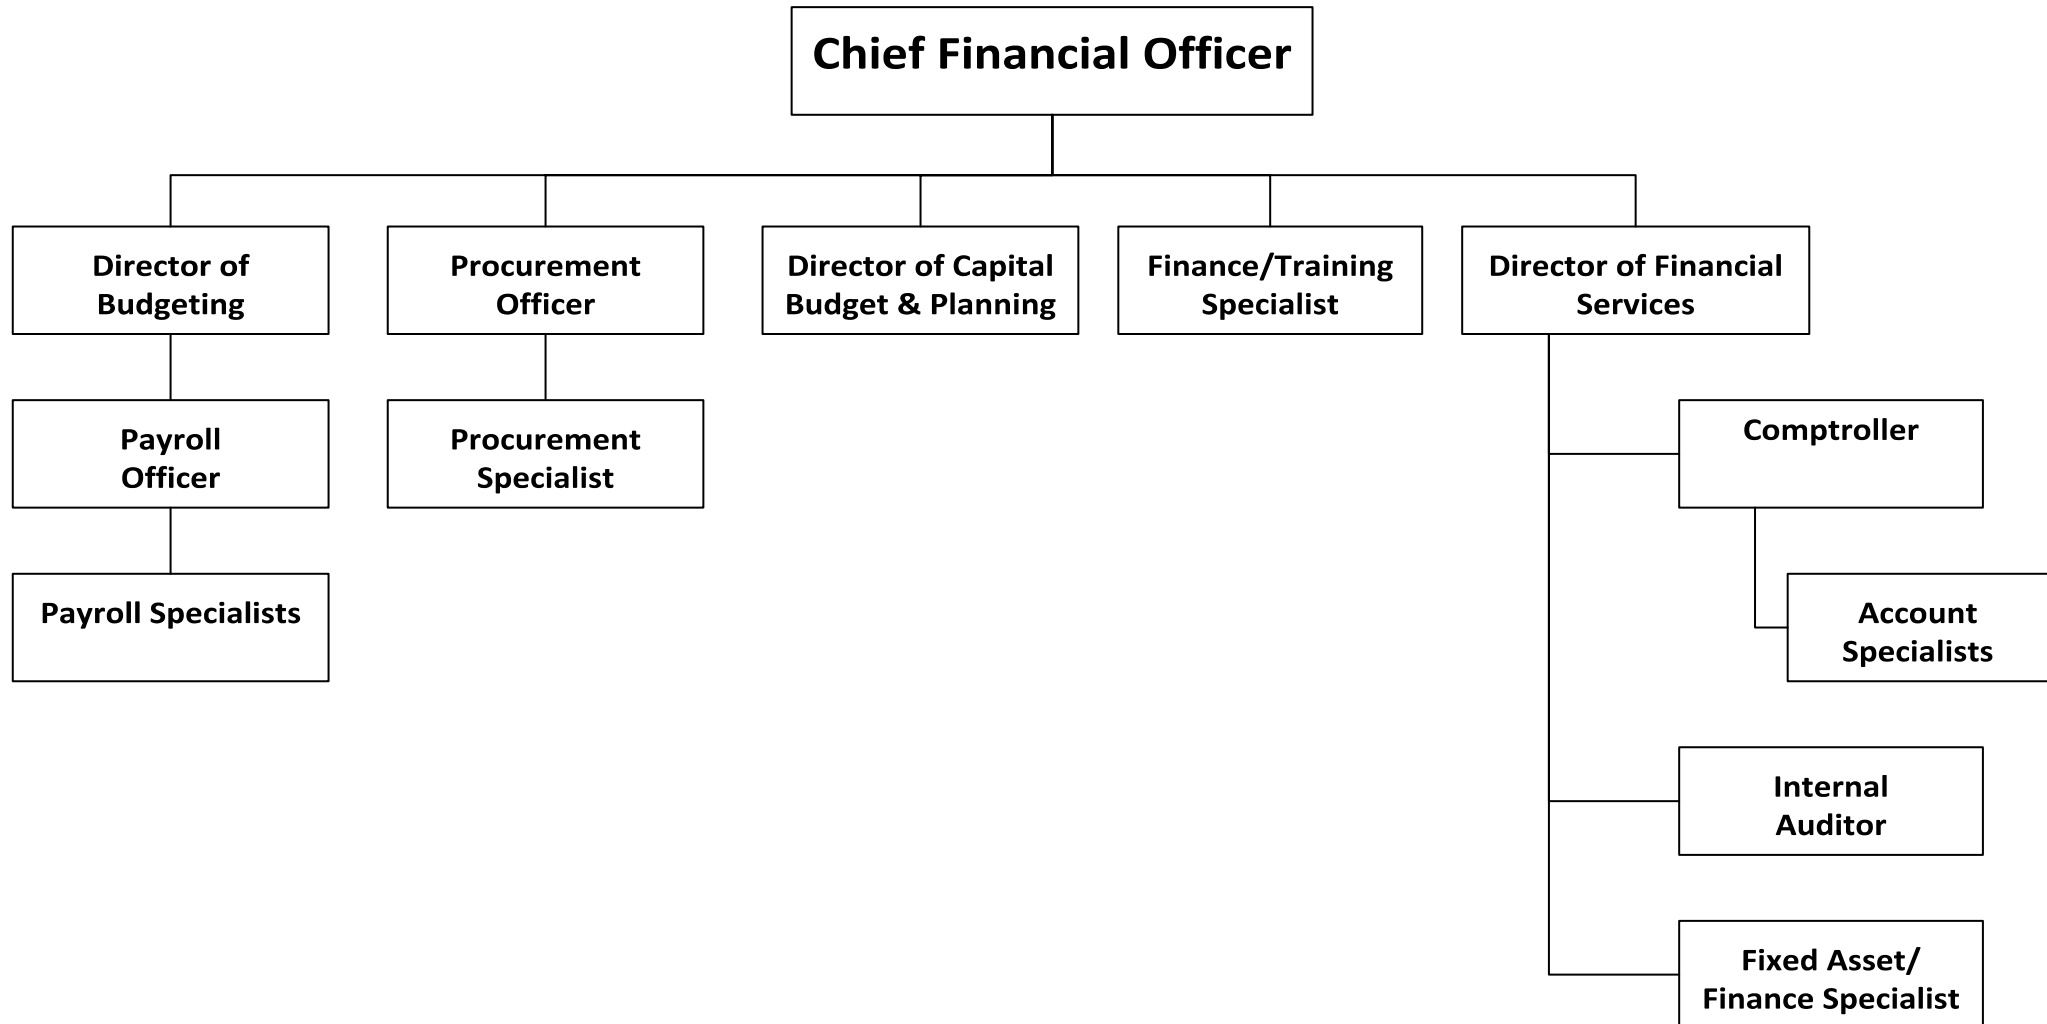 Chief Financial Officer
Director of
Budgeting
Procurement
Officer
Director of Capital
Budget & Planning
Finance/Training
Specialist
Director of Financial
Services
Payroll
Officer
Procurement
Specialist
Comptroller
Payroll Specialists
Account
Specialists
Internal
Auditor
Fixed Asset/
Finance Specialist